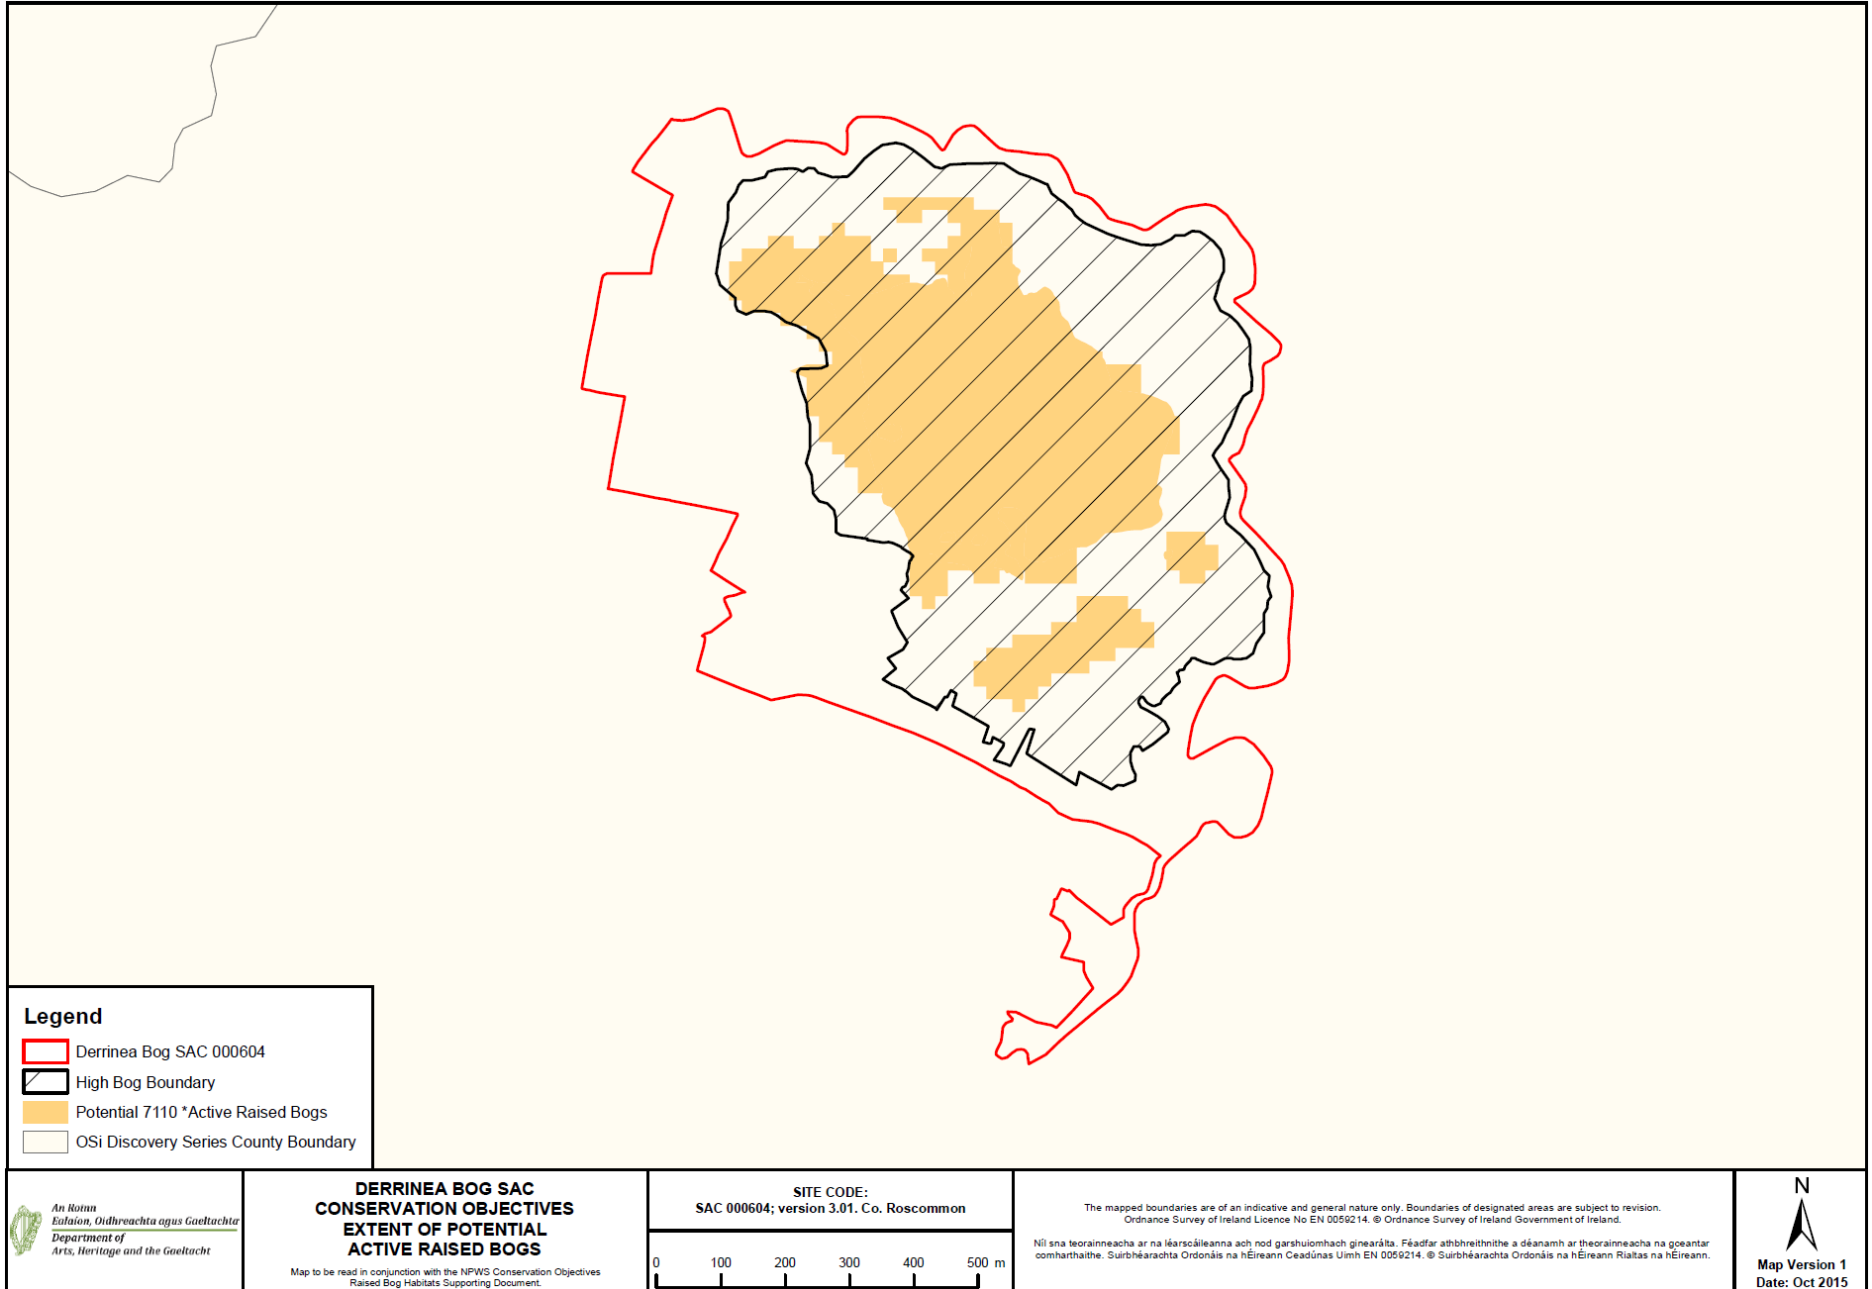 Legend
Derrinea Bog SAC 000604
High Bog Boundary
Potential 7110 *Active Raised Bogs
OSi Discovery Series County Boundary
An Roinn
Ealaíon, Oidhreachta agus Gaeltachta
Department of
Arts, Heritage and the Gaeltacht
DERRINEA BOG SAC
CONSERVATION OBJECTIVES
EXTENT OF POTENTIAL
ACTIVE RAISED BOGS
Map to be read in conjunction with the NPWS Conservation Objectives
Raised Bog Habitats Supporting Document.
SITE CODE:
SAC 000604; version 3.01. Co. Roscommon
0 100 200 300 400 500 m
The mapped boundaries are of an indicative and general nature only. Boundaries of designated areas are subject to revision.
Ordnance Survey of Ireland Licence No EN 0059214. © Ordnance Survey of Ireland Government of Ireland.
Níl sna teorainneacha ar na léarscáileanna ach nod garshuiomhach ginearálta. Féadfar athbhreithnithe a déanamh ar theorainneacha na gceantar
comharthaithe. Suirbhéarachta Ordonáis na hÉireann Ceadúnas Uimh EN 0059214. © Suirbhéarachta Ordonáis na hÉireann Rialtas na hÉireann.
N
Map Version 1
Date: Oct 2015